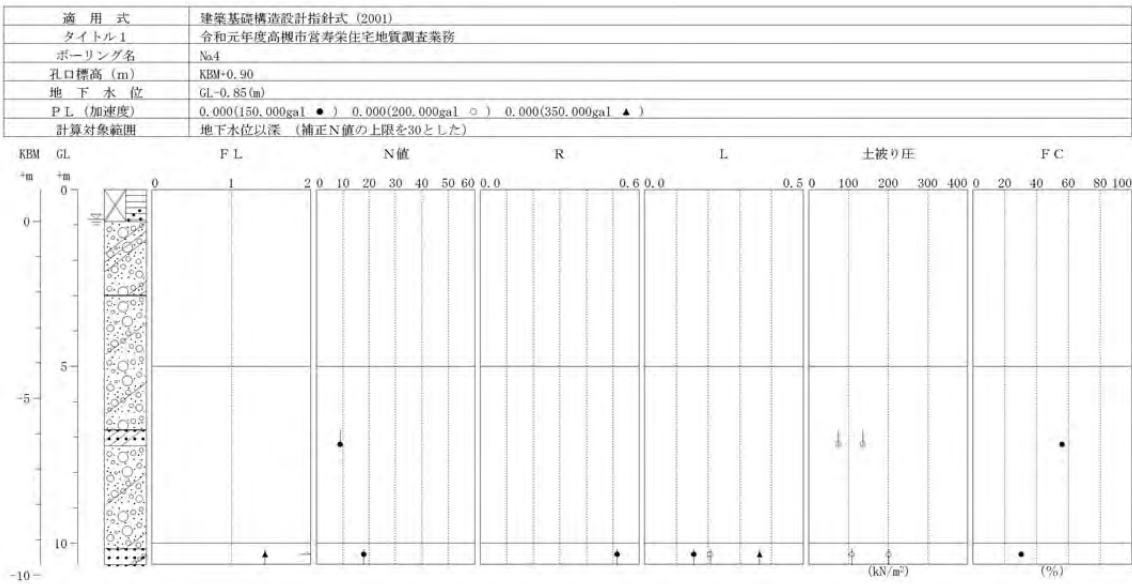 適 用 式 建築基礎構造設計指針式 (2001)
タイトル1 令和元年度高槻市営寿栄住宅地質調査業務
ボーリング名 No.4
孔口標高 (m) KBM+0.90
地 下 水 位 GL-0.85(m)
PL (加速度) 0.000(150.000gal ● ) 0.000(200.000gal ○ ) 0.000(350.000gal ▲ )
計算対象範囲 地下水位以深 (補正N値の上限を30とした)
KBM GL FL N値 R L 土被り圧 FC
+m +m
0 0 1 2 0 10 20 30 40 50 60 0.0 0.6 0.0 0.5 0 100 200 300 400 0 20 40 60 80 100
0
5
-5
10
(kN/m²) (%)
-10